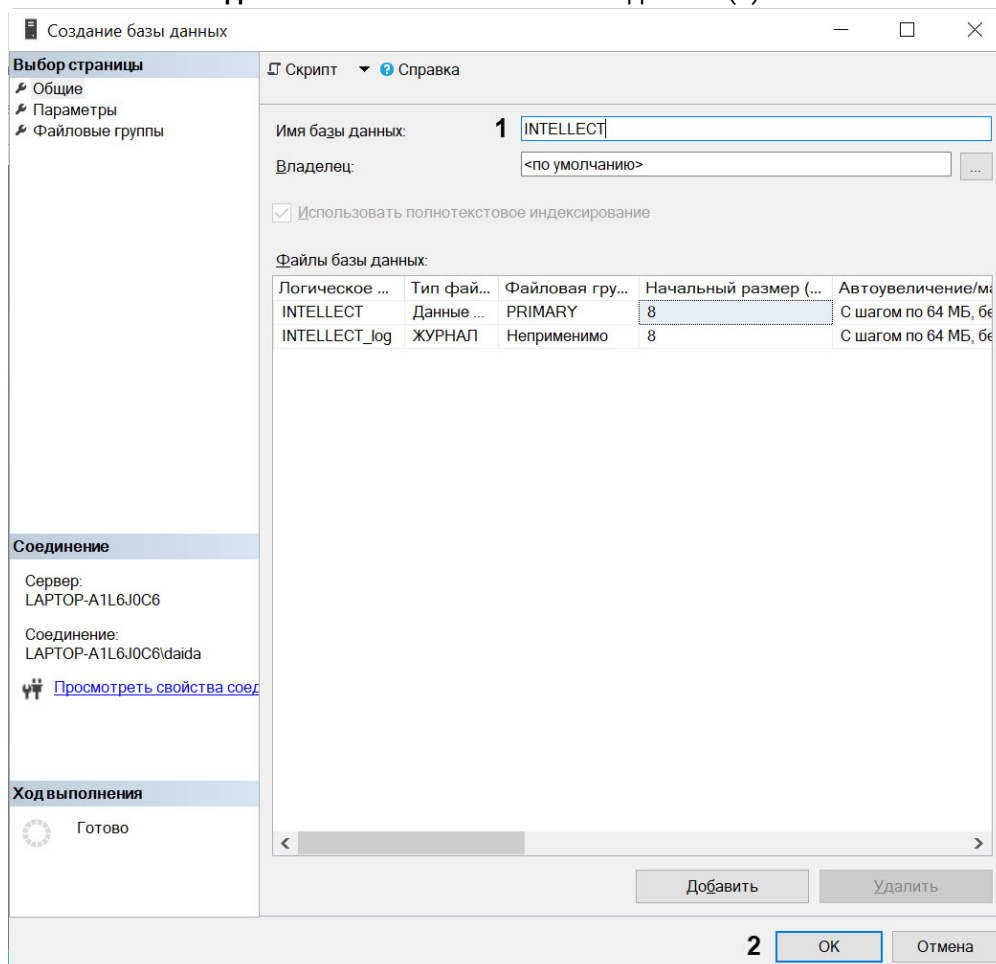 Создание базы данных
Выбор страницы
Общие
Параметры
Файловые группы
Скрипт Справка
Имя базы данных: 1 INTELLECT
Владелец: <по умолчанию> ...
Использовать полнотекстовое индексирование
Файлы базы данных:
Логическое ... Тип фай... Файловая гру... Начальный размер (... Автоувеличение/ма
INTELLECT Данные ... PRIMARY 8 С шагом по 64 МБ, бе
INTELLECT_log ЖУРНАЛ Неприменимо 8 С шагом по 64 МБ, бе
Соединение
Сервер:
LAPTOP-A1L6J0C6
Соединение:
LAPTOP-A1L6J0C6\daida
Просмотреть свойства соед
Ход выполнения
Готово
Добавить Удалить
2 OK Отмена